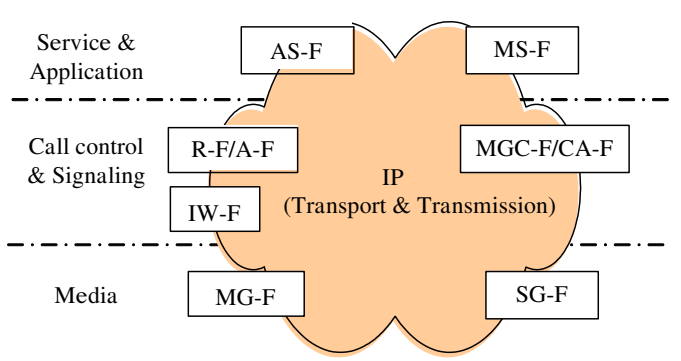 Service &
Application
AS-F
MS-F
Call control
& Signaling
R-F/A-F
MGC-F/CA-F
IW-F
IP
(Transport & Transmission)
Media
MG-F
SG-F